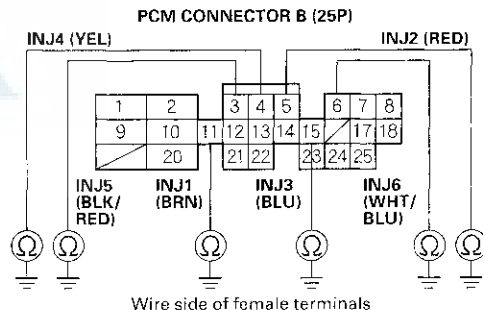 PCM CONNECTOR B (25P)
INJ4 (YEL) INJ2 (RED)
1 2 3 4 5 6 7 8
9 10 11 12 13 14 15 17 18
20 21 22 23 24 25
INJ5 (BLK/RED)
INJ1 (BRN)
INJ3 (BLU)
INJ6 (WHT/BLU)
Ω Ω Ω Ω Ω Ω
Wire side of female terminals